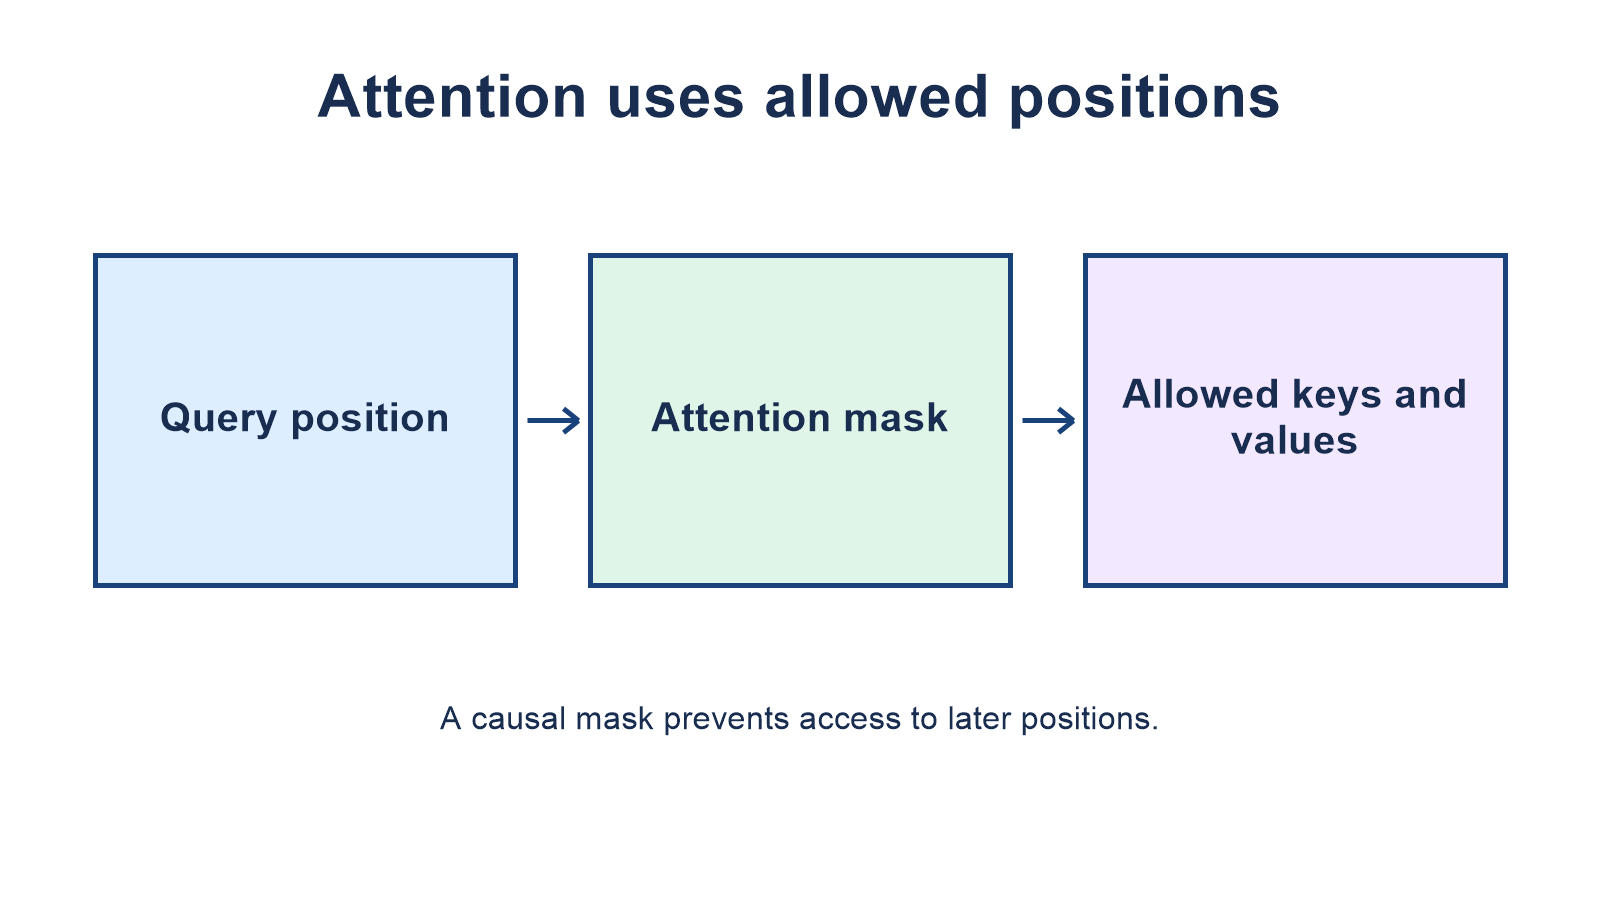 Attention uses allowed positions
Query position
Attention mask
Allowed keys and
values
A causal mask prevents access to later positions.